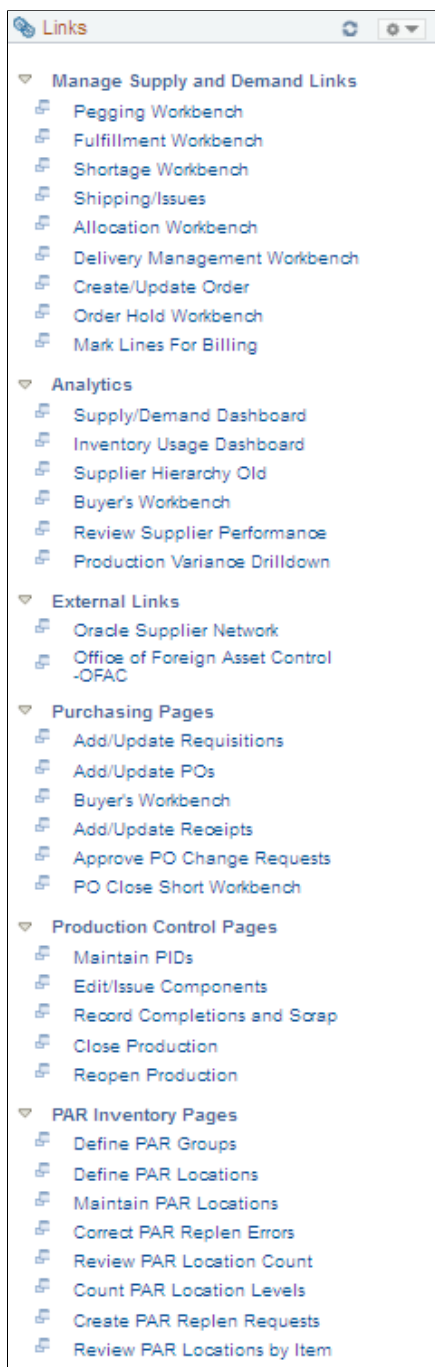 Links
Manage Supply and Demand Links
Pegging Workbench
Fulfillment Workbench
Shortage Workbench
Shipping/Issues
Allocation Workbench
Delivery Management Workbench
Create/Update Order
Order Hold Workbench
Mark Lines For Billing
Analytics
Supply/Demand Dashboard
Inventory Usage Dashboard
Supplier Hierarchy Old
Buyer's Workbench
Review Supplier Performance
Production Variance Drilldown
External Links
Oracle Supplier Network
Office of Foreign Asset Control
-OFAC
Purchasing Pages
Add/Update Requisitions
Add/Update POs
Buyer's Workbench
Add/Update Receipts
Approve PO Change Requests
PO Close Short Workbench
Production Control Pages
Maintain PIDs
Edit/Issue Components
Record Completions and Scrap
Close Production
Reopen Production
PAR Inventory Pages
Define PAR Groups
Define PAR Locations
Maintain PAR Locations
Correct PAR Replen Errors
Review PAR Location Count
Count PAR Location Levels
Create PAR Replen Requests
Review PAR Locations by Item